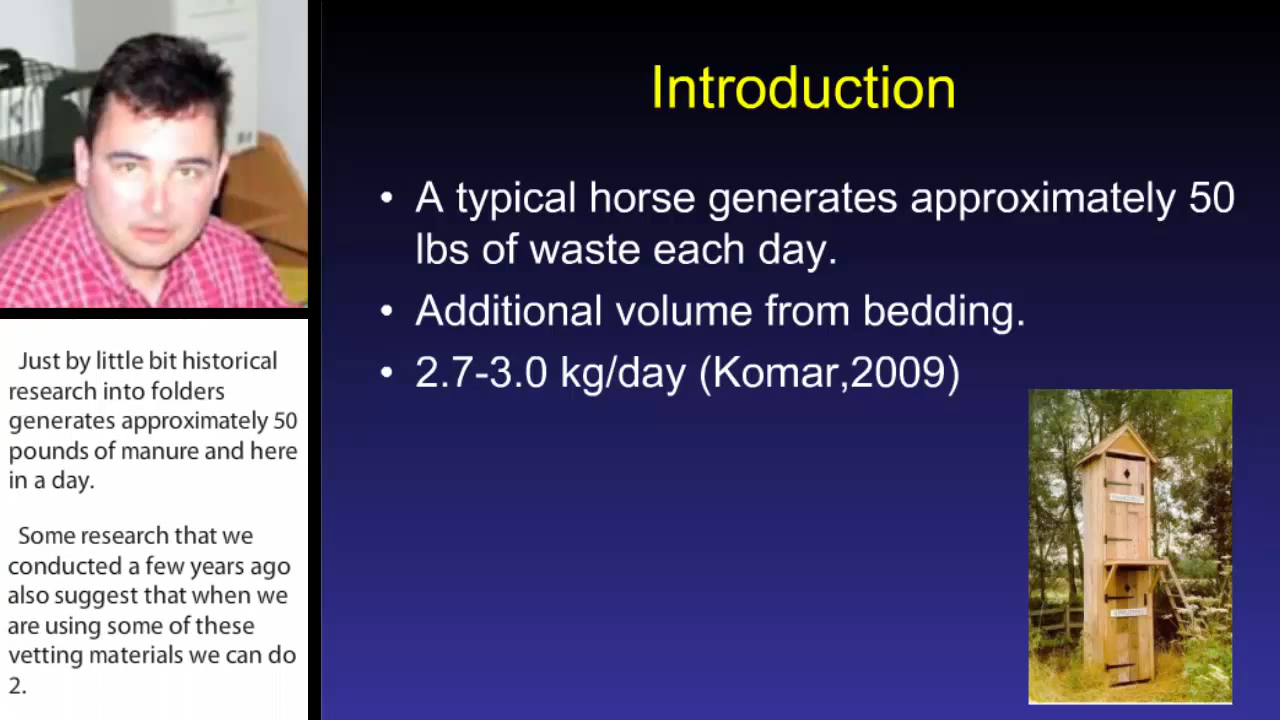 Introduction
• A typical horse generates approximately 50
lbs of waste each day.
• Additional volume from bedding.
• 2.7-3.0 kg/day (Komar,2009)
Just by little bit historical
research into folders
generates approximately 50
pounds of manure and here
in a day.
Some research that we
conducted a few years ago
also suggest that when we
are using some of these
vetting materials we can do
2.